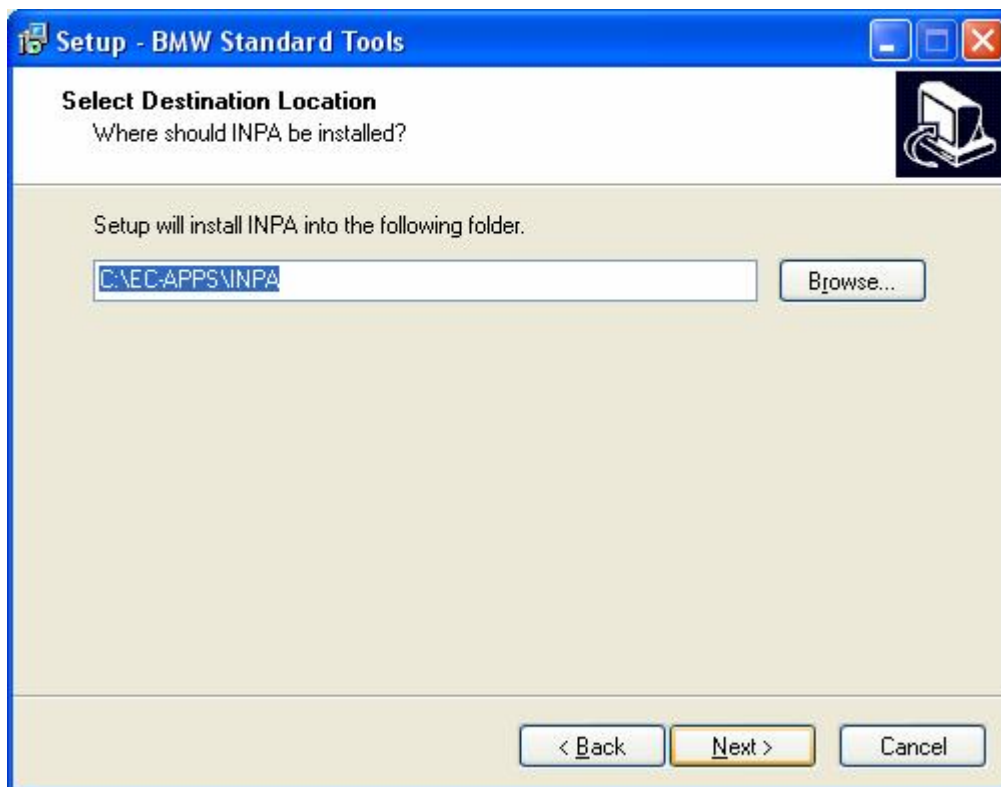 Setup - BMW Standard Tools
Select Destination Location
Where should INPA be installed?
Setup will install INPA into the following folder.
C:\EC-APPS\INPA
Browse...
< Back
Next >
Cancel